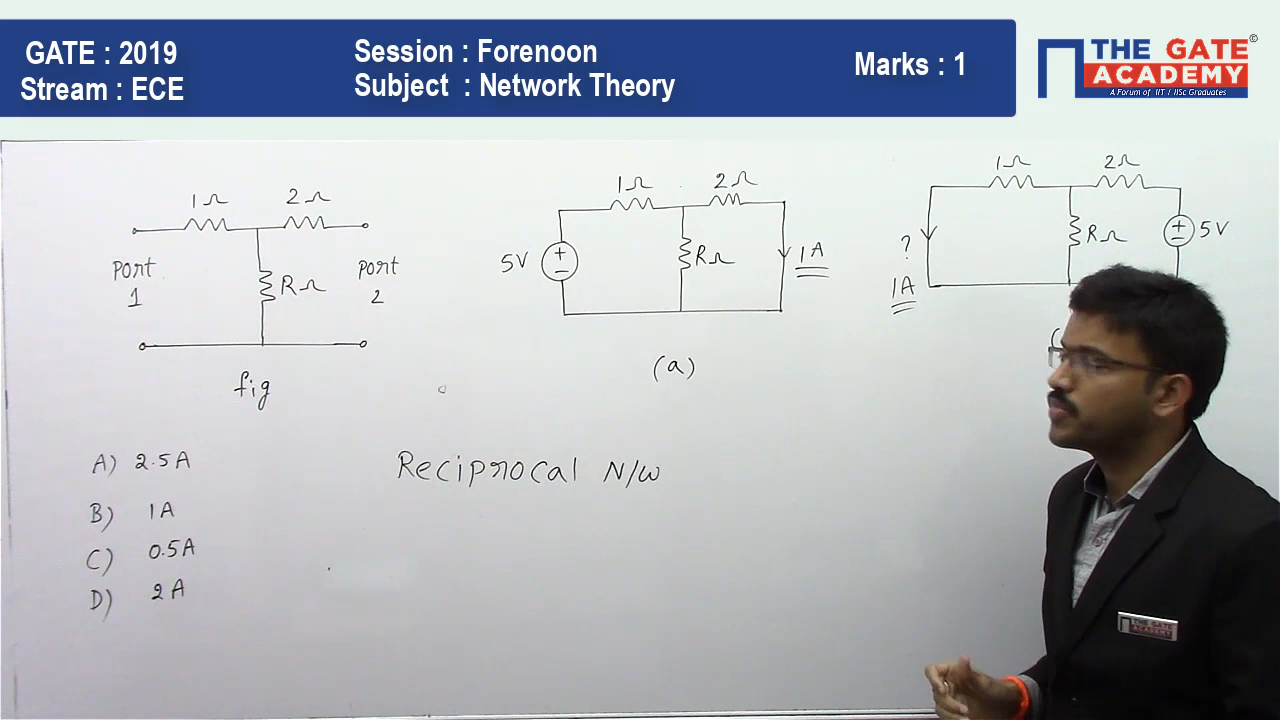 GATE : 2019
Stream : ECE
Session : Forenoon
Subject : Network Theory
Marks : 1
THE GATE ACADEMY
©
A Forum of IIT / IISc Graduates
1Ω 2Ω
Port 1
RΩ
Port 2
fig
1Ω 2Ω
5V
RΩ
1A
(a)
1Ω 2Ω
?
1A
RΩ
5V
(
A) 2.5A
B) 1A
C) 0.5A
D) 2A
Reciprocal N/W
THE GATE
ACADEMY